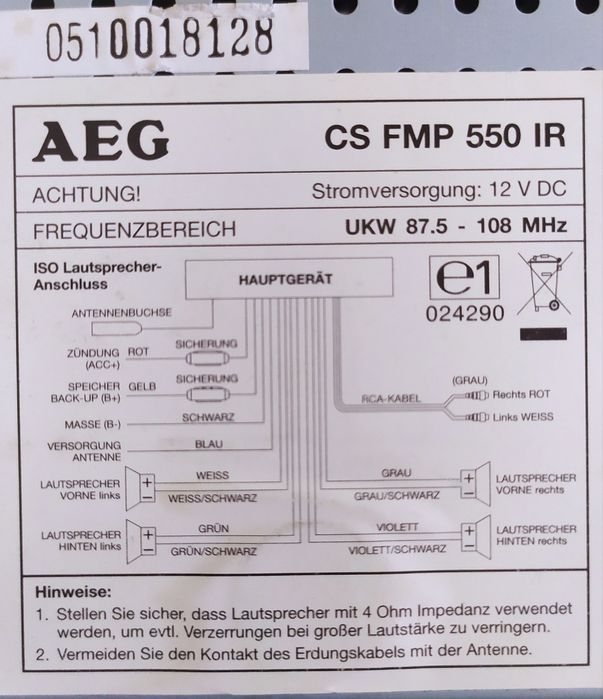 0510018128
AEG CS FMP 550 IR
ACHTUNG! Stromversorgung: 12 V DC
FREQUENZBEREICH UKW 87.5 - 108 MHz
ISO Lautsprecher-
Anschluss
HAUPTGERÄT
e1
024290
ANTENNENBUCHSE
ZÜNDUNG ROT SICHERUNG
(ACC+)
SPEICHER GELB SICHERUNG
BACK-UP (B+)
MASSE (B-) SCHWARZ
VERSORGUNG BLAU
ANTENNE
(GRAU)
RCA-KABEL
Rechts ROT
Links WEISS
LAUTSPRECHER
VORNE links
+
−
WEISS
WEISS/SCHWARZ
GRAU
GRAU/SCHWARZ
+
−
LAUTSPRECHER
VORNE rechts
LAUTSPRECHER
HINTEN links
+
−
GRÜN
GRÜN/SCHWARZ
VIOLETT
VIOLETT/SCHWARZ
+
−
LAUTSPRECHER
HINTEN rechts
Hinweise:
1. Stellen Sie sicher, dass Lautsprecher mit 4 Ohm Impedanz verwendet
werden, um evtl. Verzerrungen bei großer Lautstärke zu verringern.
2. Vermeiden Sie den Kontakt des Erdungskabels mit der Antenne.